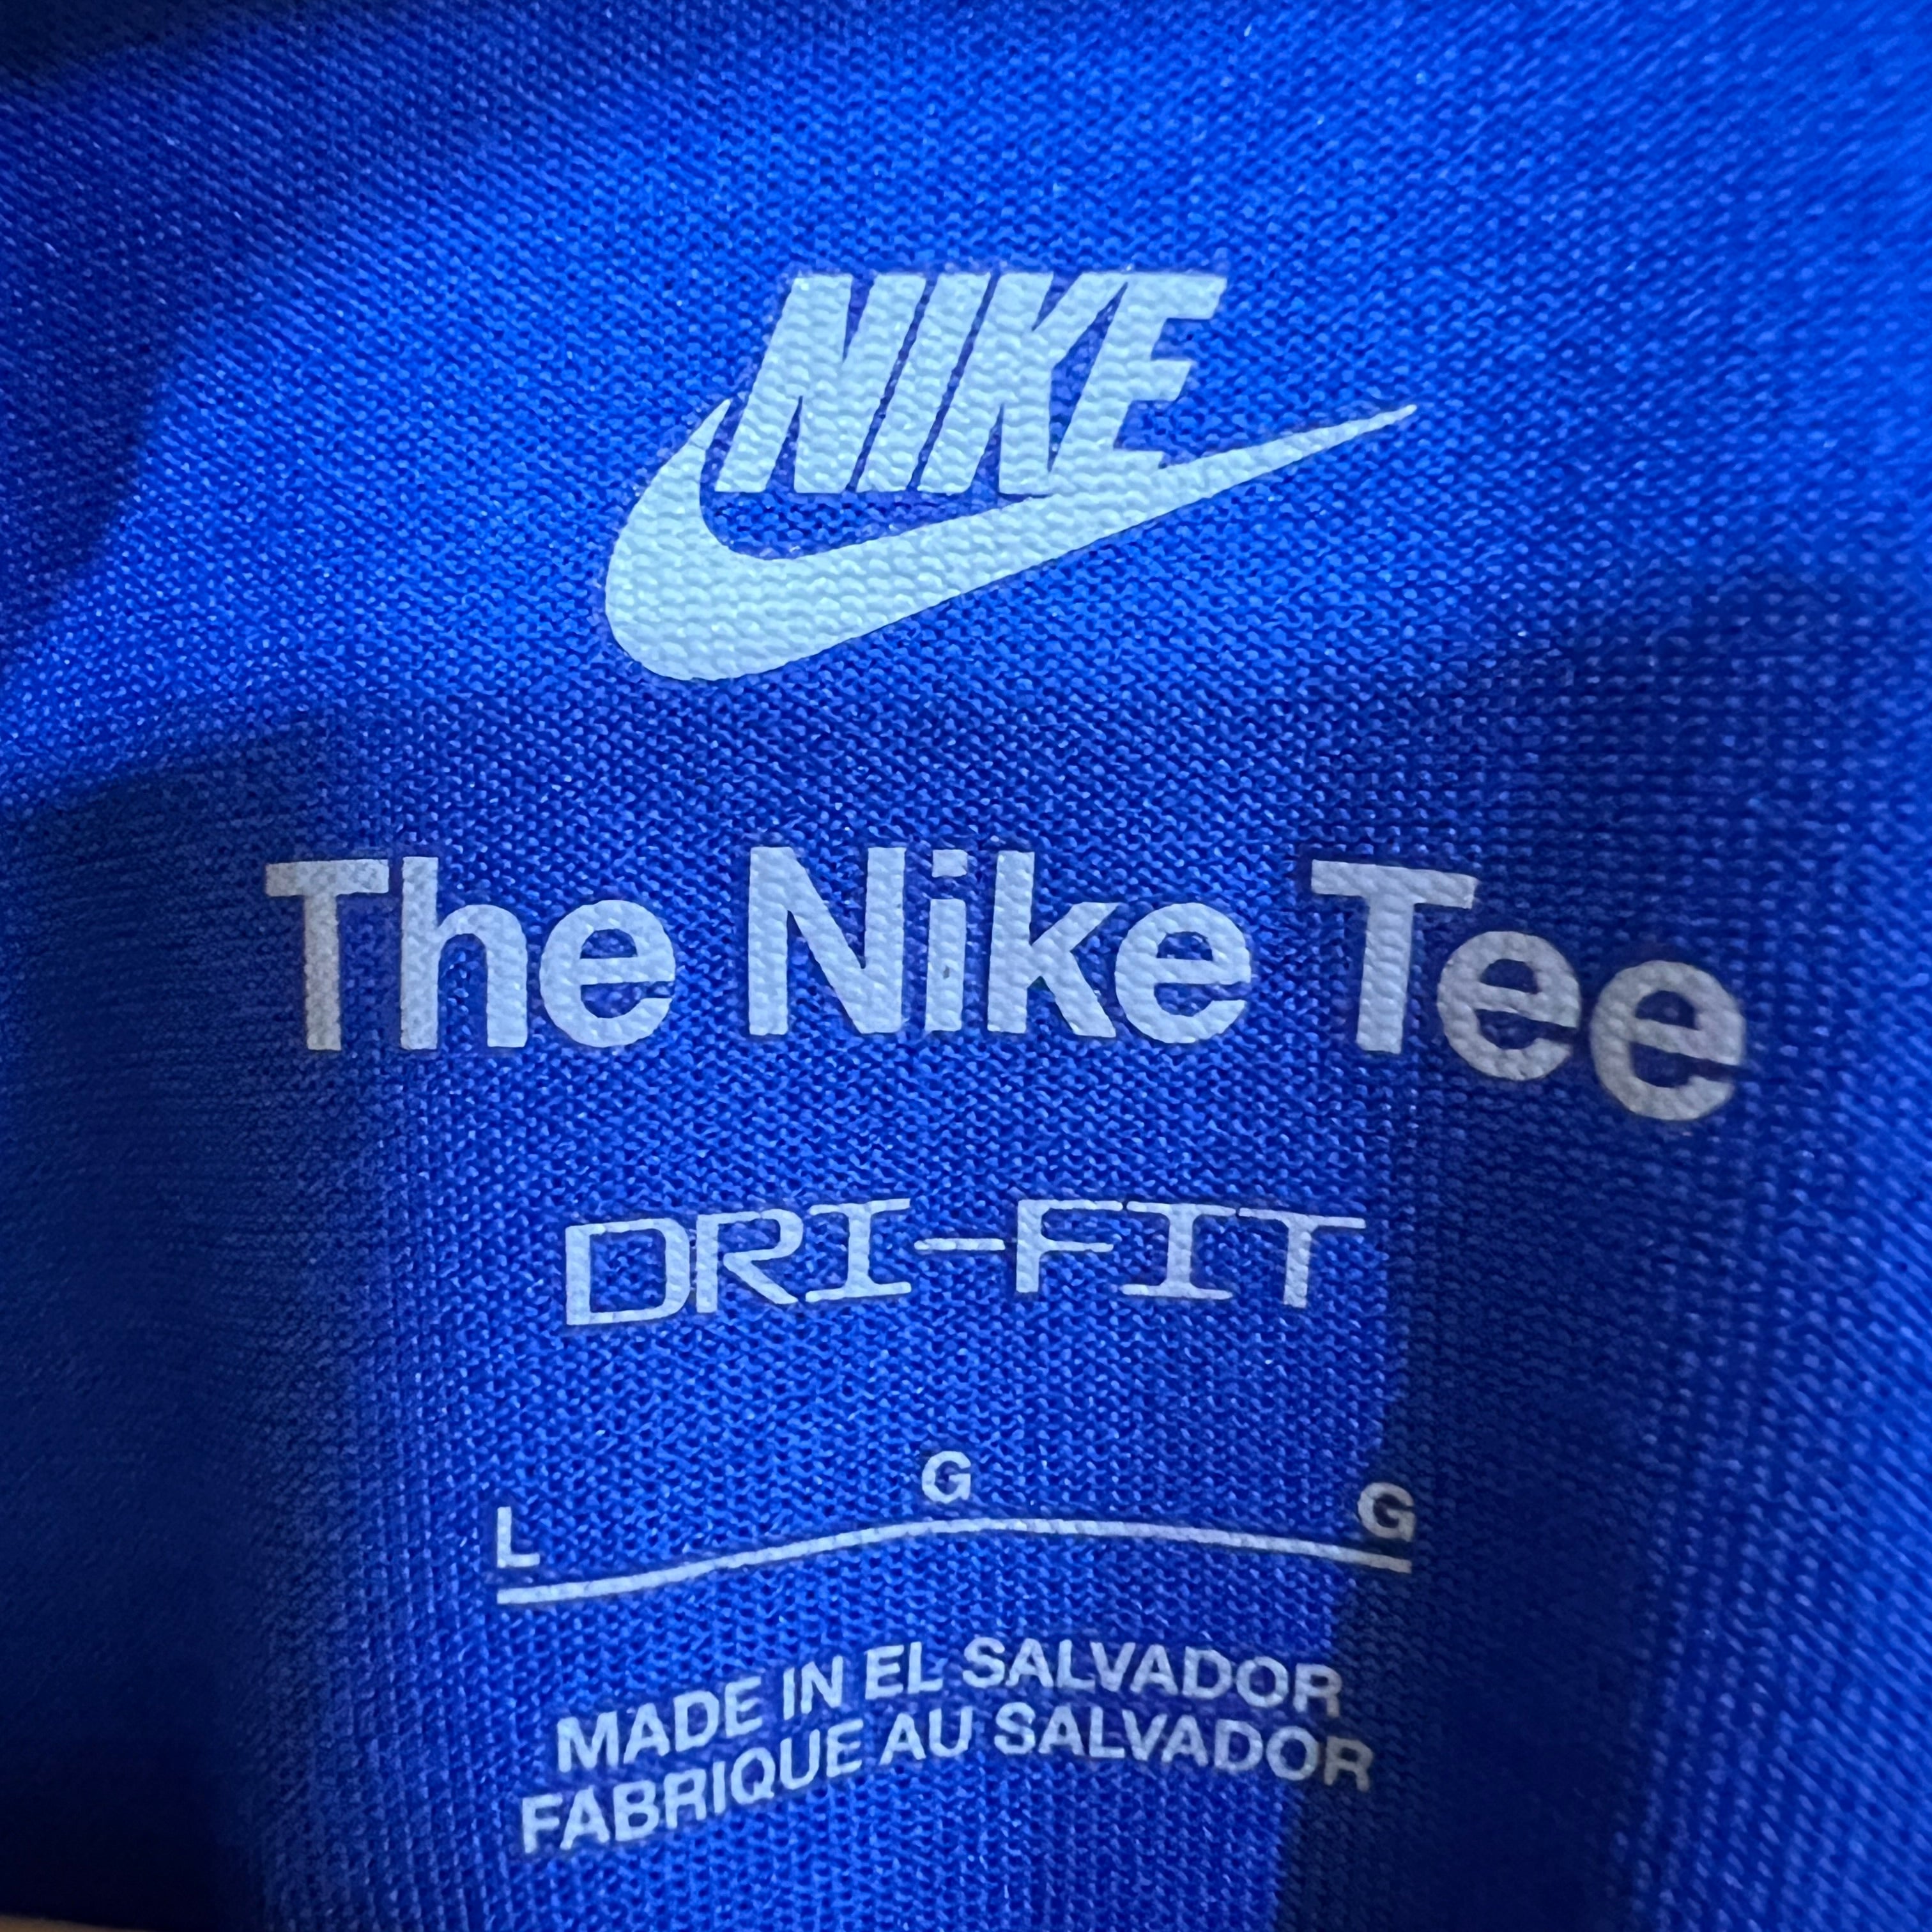 NIKE
The Nike Tee
DRI-FIT
L G G
MADE IN EL SALVADOR
FABRIQUE AU SALVADOR